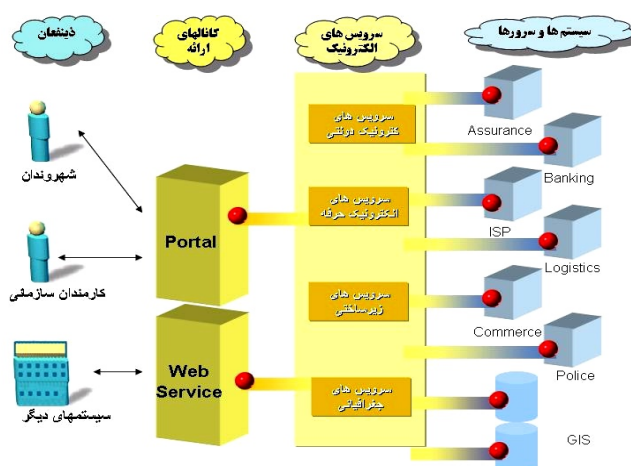 ذینفعان
کانالهای
ارائه
سرویس های
الکترونیک
سیستم ها و سرورها
شهروندان
کارمندان سازمانی
سیستمهای دیگر
Portal
Web
Service
سرویس های
کترونیک دولتی
سرویس های
الکترونیک حرفه
سرویس های
زیرساختی
سرویس های
جغرافیائی
Assurance
Banking
ISP
Logistics
Commerce
Police
GIS